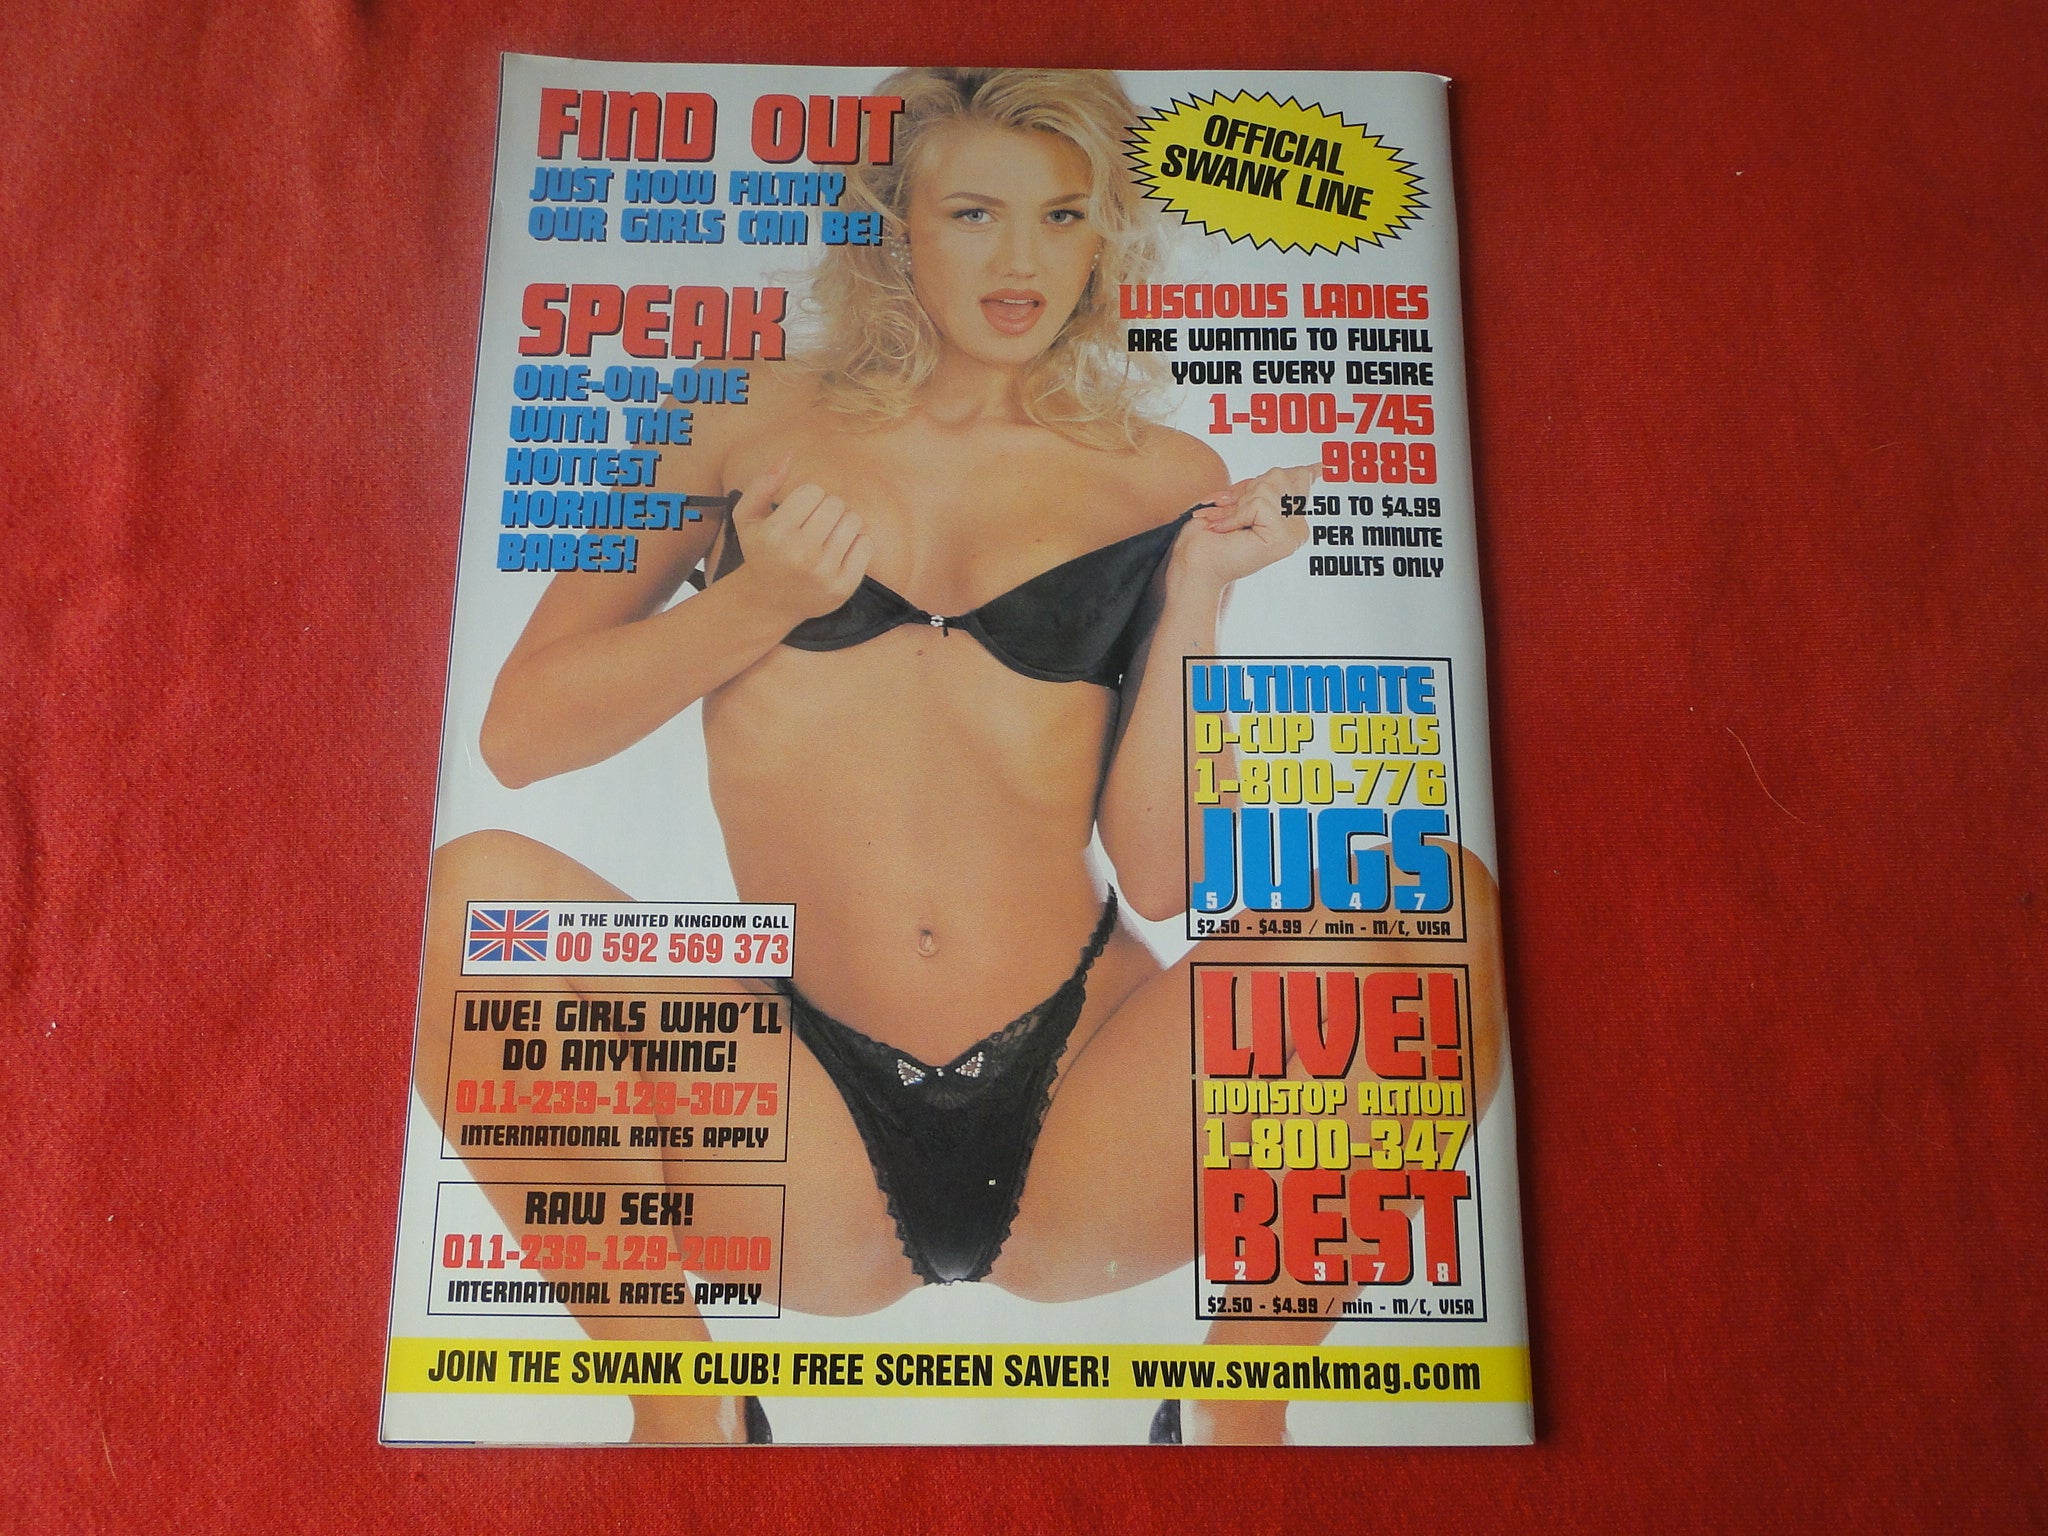 FIND OUT
JUST HOW FILTHY
OUR GIRLS CAN BE!
OFFICIAL
SWANK LINE
SPEAK
ONE-ON-ONE
WITH THE
HOTTEST
HORNIEST-
BABES!
LUSCIOUS LADIES
ARE WAITING TO FULFILL
YOUR EVERY DESIRE
1-900-745
9889
$2.50 TO $4.99
PER MINUTE
ADULTS ONLY
ULTIMATE
D-CUP GIRLS
1-800-776
JUGS
5 8 4 7
$2.50 - $4.99 / min - M/C, VISA
IN THE UNITED KINGDOM CALL
00 592 569 373
LIVE! GIRLS WHO'LL
DO ANYTHING!
011-239-129-3075
INTERNATIONAL RATES APPLY
RAW SEX!
011-239-129-2000
INTERNATIONAL RATES APPLY
LIVE!
NONSTOP ACTION
1-800-347
BEST
2 3 7 8
$2.50 - $4.99 / min - M/C, VISA
JOIN THE SWANK CLUB! FREE SCREEN SAVER! www.swankmag.com